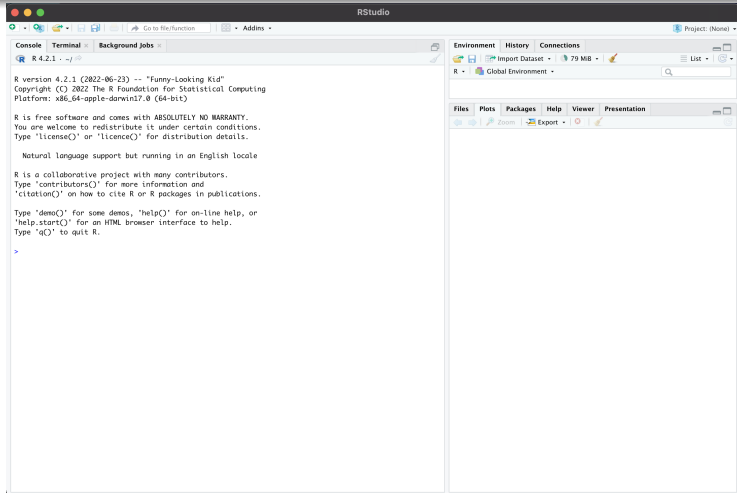 RStudio
Go to file/function
Addins
Project: (None)
Console Terminal Background Jobs
R 4.2.1 · ~/
R version 4.2.1 (2022-06-23) -- "Funny-Looking Kid"
Copyright (C) 2022 The R Foundation for Statistical Computing
Platform: x86_64-apple-darwin17.0 (64-bit)
R is free software and comes with ABSOLUTELY NO WARRANTY.
You are welcome to redistribute it under certain conditions.
Type 'license()' or 'licence()' for distribution details.
Natural language support but running in an English locale
R is a collaborative project with many contributors.
Type 'contributors()' for more information and
'citation()' on how to cite R or R packages in publications.
Type 'demo()' for some demos, 'help()' for on-line help, or
'help.start()' for an HTML browser interface to help.
Type 'q()' to quit R.
>
Environment History Connections
Import Dataset 79 MiB List
R Global Environment
Files Plots Packages Help Viewer Presentation
Zoom Export